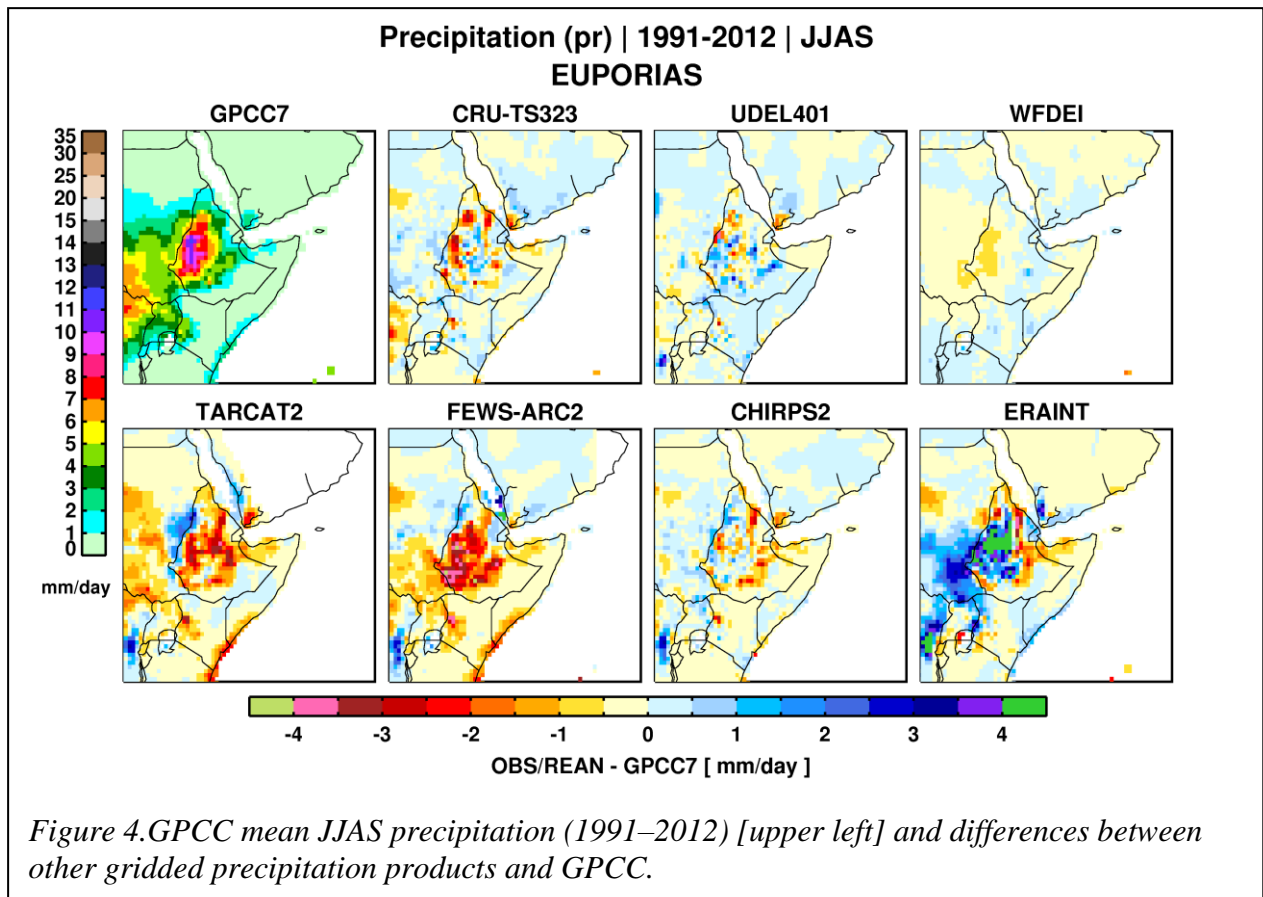 Precipitation (pr) | 1991-2012 | JJAS
EUPORIAS
GPCC7
CRU-TS323
UDEL401
WFDEI
35
30
25
20
15
14
13
12
11
10
9
8
7
6
5
4
3
2
1
0
mm/day
TARCAT2
FEWS-ARC2
CHIRPS2
ERAINT
-4 -3 -2 -1 0 1 2 3 4
OBS/REAN - GPCC7 [ mm/day ]
Figure 4.GPCC mean JJAS precipitation (1991–2012) [upper left] and differences between
other gridded precipitation products and GPCC.